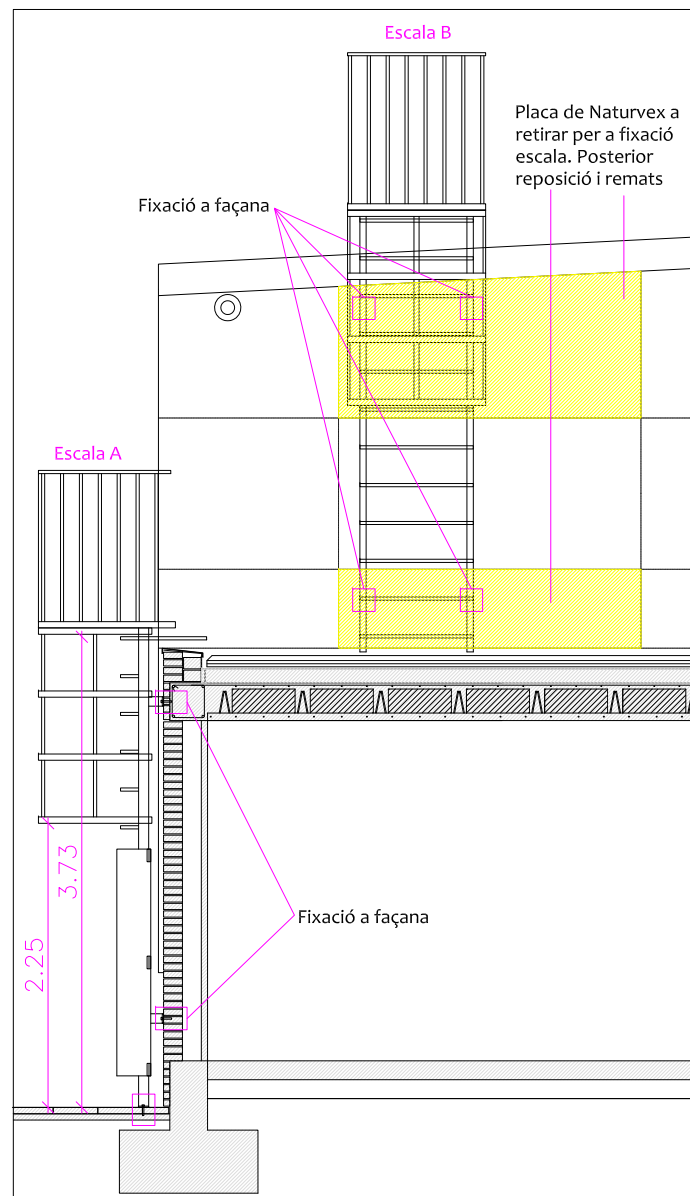 Escala B
Placa de Naturvex a
retirar per a fixació
escala. Posterior
reposició i remats
Fixació a façana
Escala A
3.73
2.25
Fixació a façana